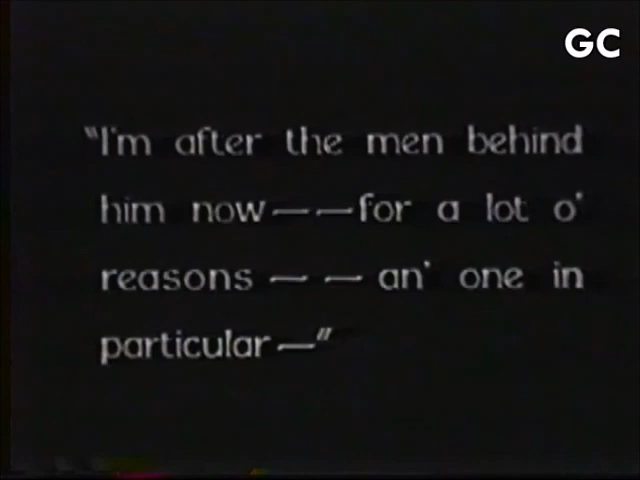 GC
"I'm after the men behind
him now — — for a lot o'
reasons — — an' one in
particular —"